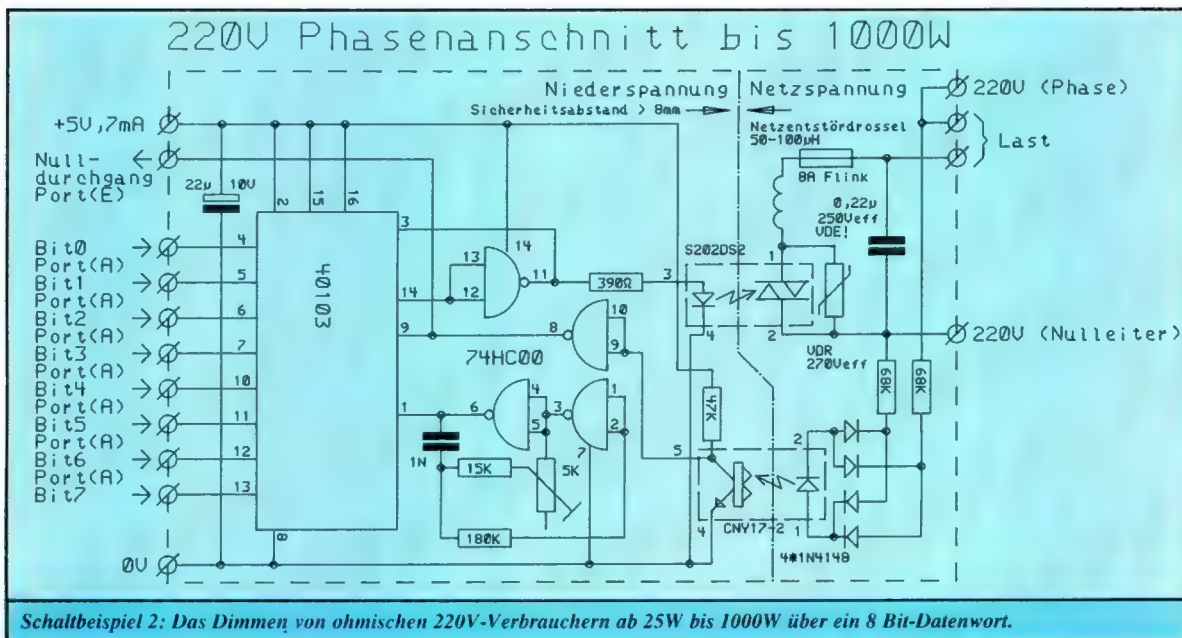 220V Phasenanschnitt bis 1000W
Niederspannung
Netzspannung
Sicherheitsabstand > 8mm
220V (Phase)
+5V,7mA
Netzentstördrossel
50-100µH
Last
Null-
durchgang
Port(E)
22µ 10V
2
15
16
8A Flink
0,22µ
250Veff
VDE!
3
14
13
12
11
390Ω
3
S202DS2
1
Bit0
Port(A)
4
Bit1
Port(A)
5
Bit2
Port(A)
6
Bit3
Port(A)
7
Bit4
Port(A)
10
Bit5
Port(A)
11
Bit6
Port(A)
12
Bit7
13
40103
14
9
8
10
9
4
2
220V (Nulleiter)
VDR
270Veff
74HC00
68K
68K
47K
1
6
4
5
3
1
2
7
5
2
1N
15K
5K
180K
4
CNY17-2
1
4*1N4148
8
0V
Schaltbeispiel 2: Das Dimmen von ohmischen 220V-Verbrauchern ab 25W bis 1000W über ein 8 Bit-Datenwort.